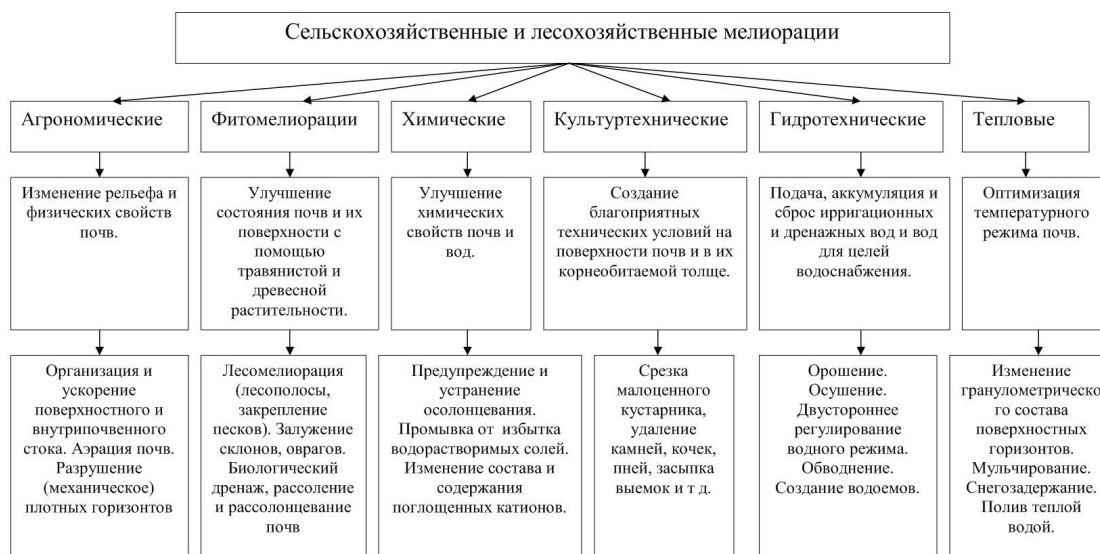 Сельскохозяйственные и лесохозяйственные мелиорации
Агрономические
Фитомелиорации
Химические
Культуртехнические
Гидротехнические
Тепловые
Изменение рельефа и
физических свойств
почв.
Улучшение
состояния почв и их
поверхности с
помощью
травянистой и
древесной
растительности.
Улучшение
химических
свойств почв и
вод.
Создание
благоприятных
технических условий на
поверхности почв и в их
корнеобитаемой толще.
Подача, аккумуляция и
сброс ирригационных
и дренажных вод и вод
для целей
водоснабжения.
Оптимизация
температурного
режима почв.
Организация и
ускорение
поверхностного и
внутрипочвенного
стока. Аэрация почв.
Разрушение
(механическое)
плотных горизонтов
Лесомелиорация
(лесополосы,
закрепление
песков). Залужение
склонов, оврагов.
Биологический
дренаж, рассоление
и рассолонцевание
почв
Предупреждение и
устранение
осолонцевания.
Промывка от избытка
водорастворимых солей.
Изменение состава и
содержания
поглощенных катионов.
Срезка
малоценного
кустарника,
удаление
камней, кочек,
пней, засыпка
выемок и т д.
Орошение.
Осушение.
Двустороннее
регулирование
водного режима.
Обводнение.
Создание водоемов.
Изменение
гранулометрическо
го состава
поверхностных
горизонтов.
Мульчирование.
Снегозадержание.
Полив теплой
водой.